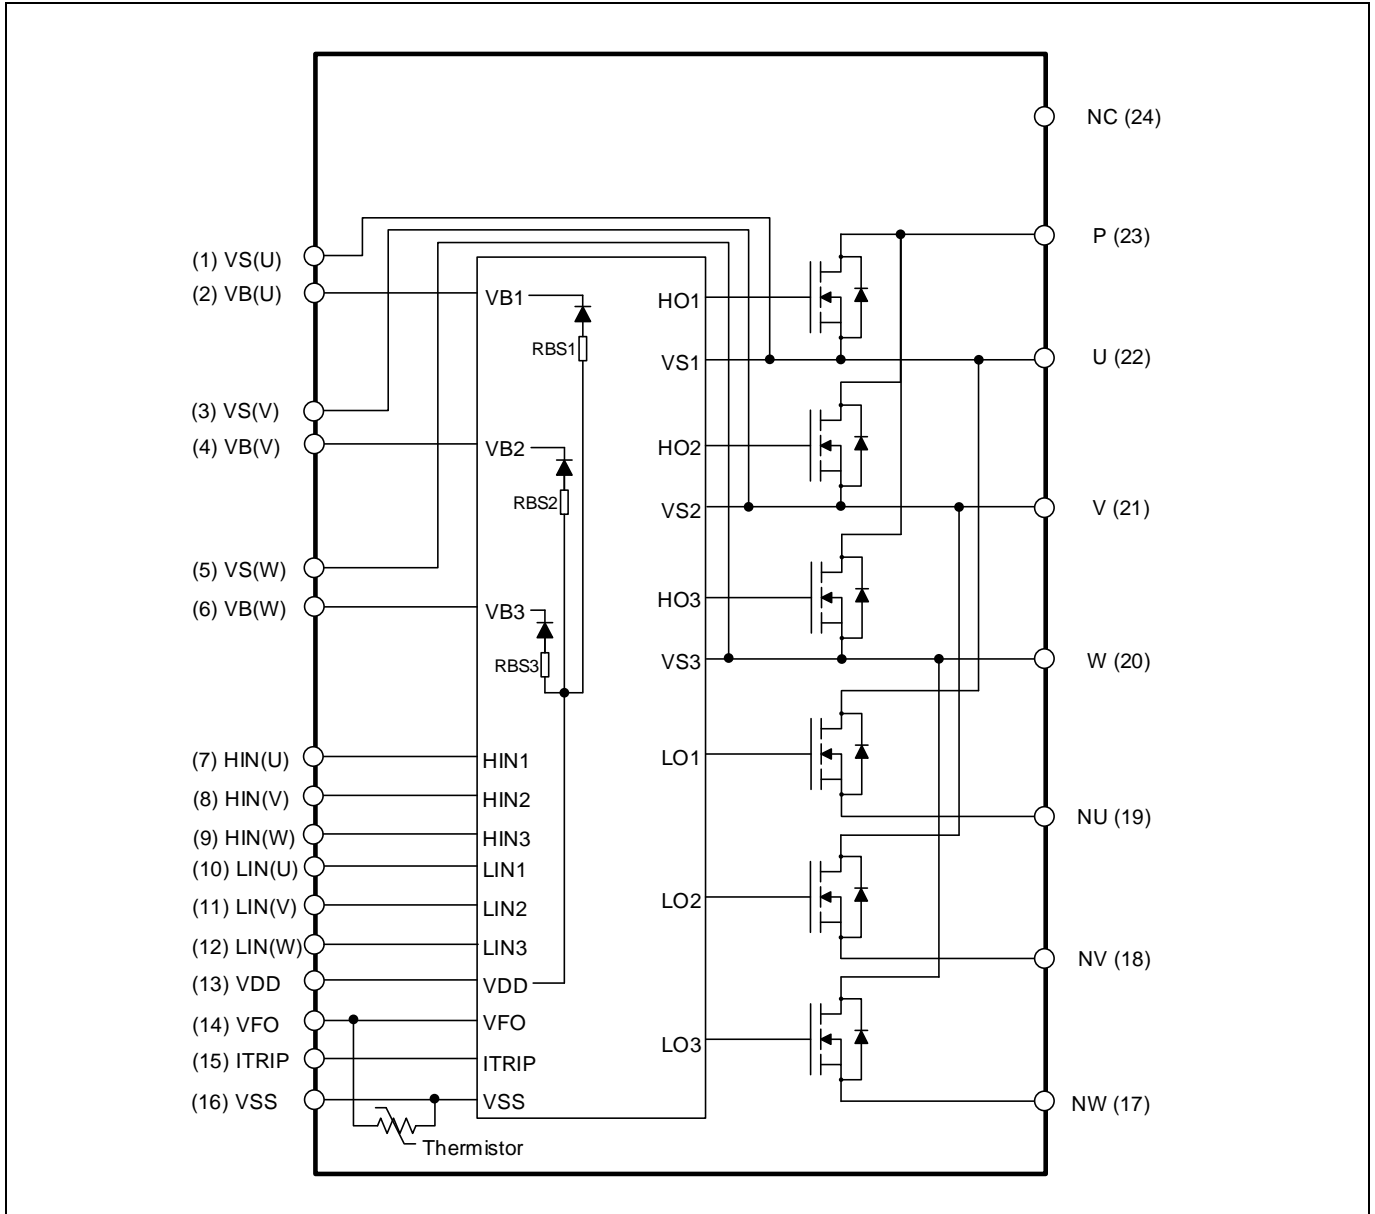 NC (24)
P (23)
(1) VS(U)
(2) VB(U)
VB1
HO1
RBS1
VS1
U (22)
(3) VS(V)
(4) VB(V)
VB2
HO2
RBS2
VS2
V (21)
(5) VS(W)
(6) VB(W)
VB3
HO3
RBS3
VS3
W (20)
(7) HIN(U)
HIN1
LO1
(8) HIN(V)
HIN2
NU (19)
(9) HIN(W)
HIN3
(10) LIN(U)
LIN1
(11) LIN(V)
LIN2
LO2
(12) LIN(W)
LIN3
NV (18)
(13) VDD
VDD
(14) VFO
VFO
LO3
(15) ITRIP
ITRIP
(16) VSS
VSS
NW (17)
Thermistor